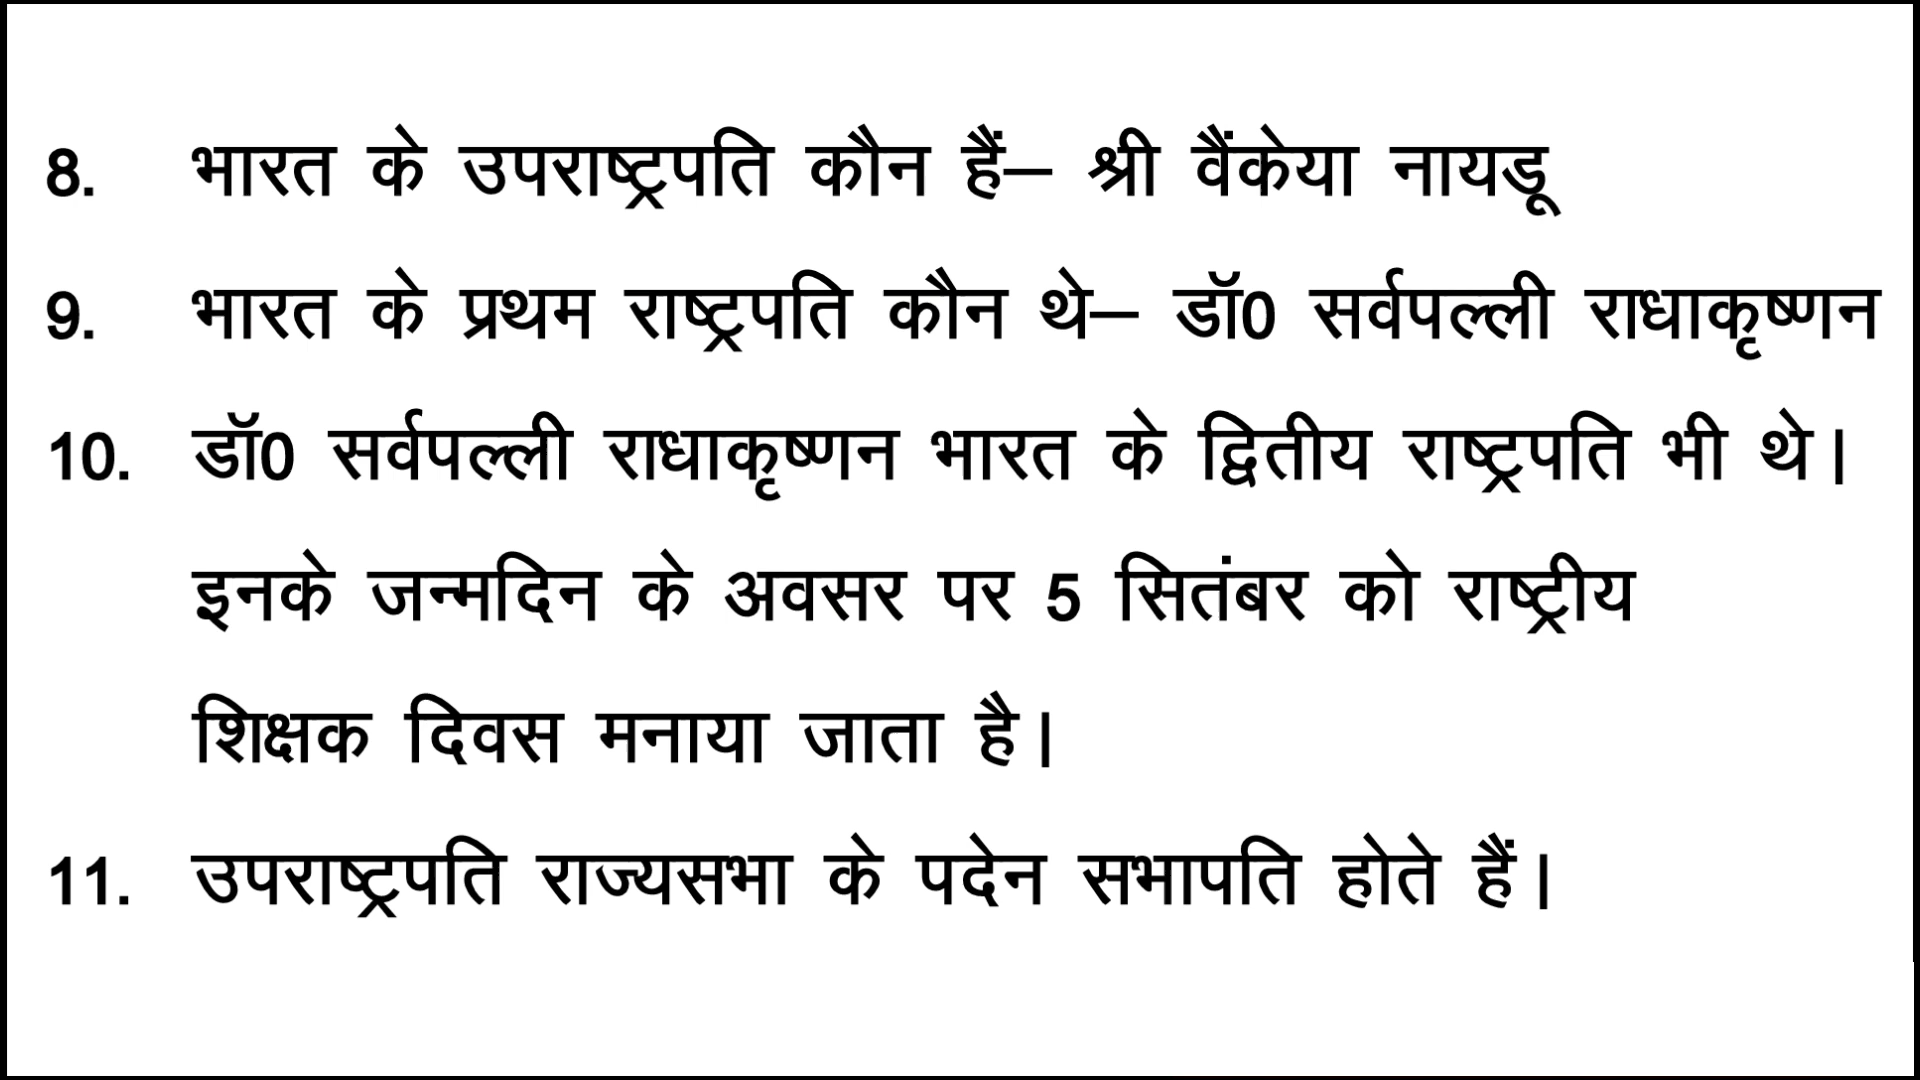 8. भारत के उपराष्ट्रपति कौन हैं– श्री वैंकेया नायडू
9. भारत के प्रथम राष्ट्रपति कौन थे– डॉ0 सर्वपल्ली राधाकृष्णन
10. डॉ0 सर्वपल्ली राधाकृष्णन भारत के द्वितीय राष्ट्रपति भी थे।
इनके जन्मदिन के अवसर पर 5 सितंबर को राष्ट्रीय
शिक्षक दिवस मनाया जाता है।
11. उपराष्ट्रपति राज्यसभा के पदेन सभापति होते हैं।